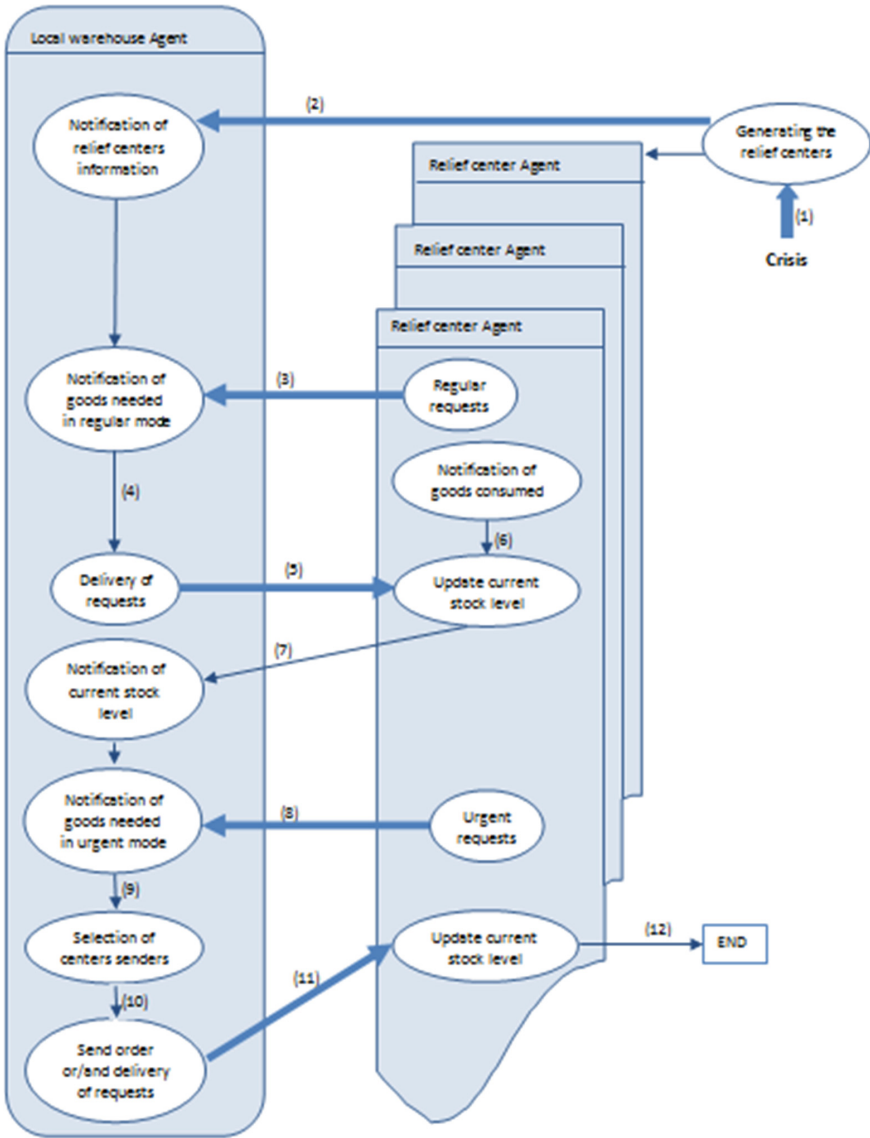 Local warehouse Agent
(2)
Notification of
relief centers
information
Generating the
relief centers
(1)
Crisis
Relief center Agent
Relief center Agent
Relief center Agent
Notification of
goods needed
in regular mode
(3)
Regular
requests
Notification of
goods consumed
(4)
(6)
Delivery of
requests
(5)
Update current
stock level
(7)
Notification of
current stock
level
Notification of
goods needed
in urgent mode
(8)
Urgent
requests
(9)
Selection of
centers senders
(10)
(11)
Update current
stock level
(12)
END
Send order
or/and delivery
of requests